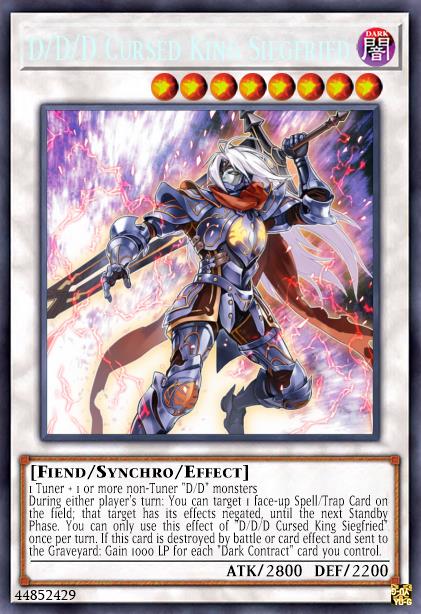 D/D/D Cursed King Siegfried
DARK
闇
[Fiend/Synchro/Effect]
1 Tuner + 1 or more non-Tuner "D/D" monsters
During either player's turn: You can target 1 face-up Spell/Trap Card on
the field; that target has its effects negated, until the next Standby
Phase. You can only use this effect of "D/D/D Cursed King Siegfried"
once per turn. If this card is destroyed by battle or card effect and sent to
the Graveyard: Gain 1000 LP for each "Dark Contract" card you control.
ATK/2800 DEF/2200
44852429